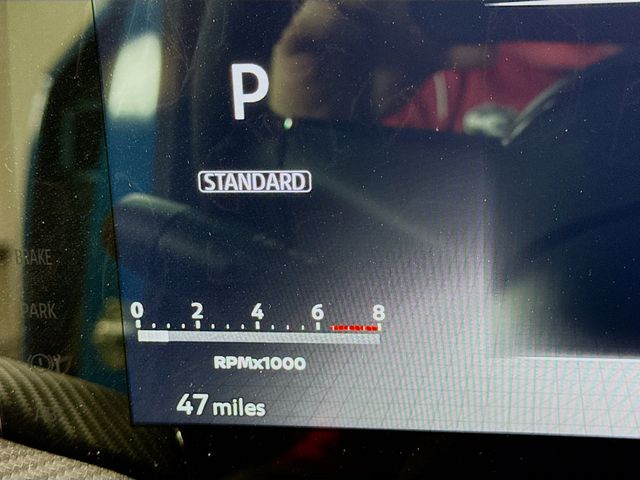 P
STANDARD
BRAKE
PARK
0 2 4 6 8
RPMx1000
47 miles